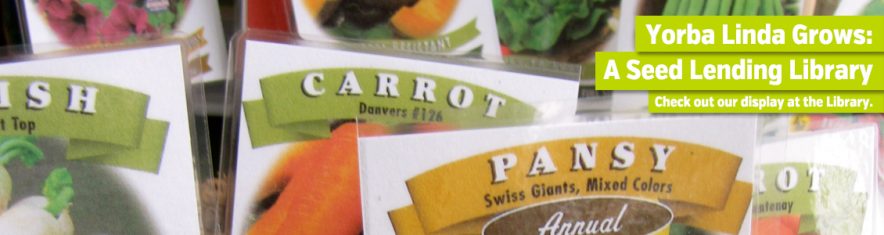 Yorba Linda Grows:
A Seed Lending Library
Check out our display at the Library.
ISH
t Top
CARROT
Danvers #126
PANSY
Swiss Giants, Mixed Colors
Annual
ROT
tenay